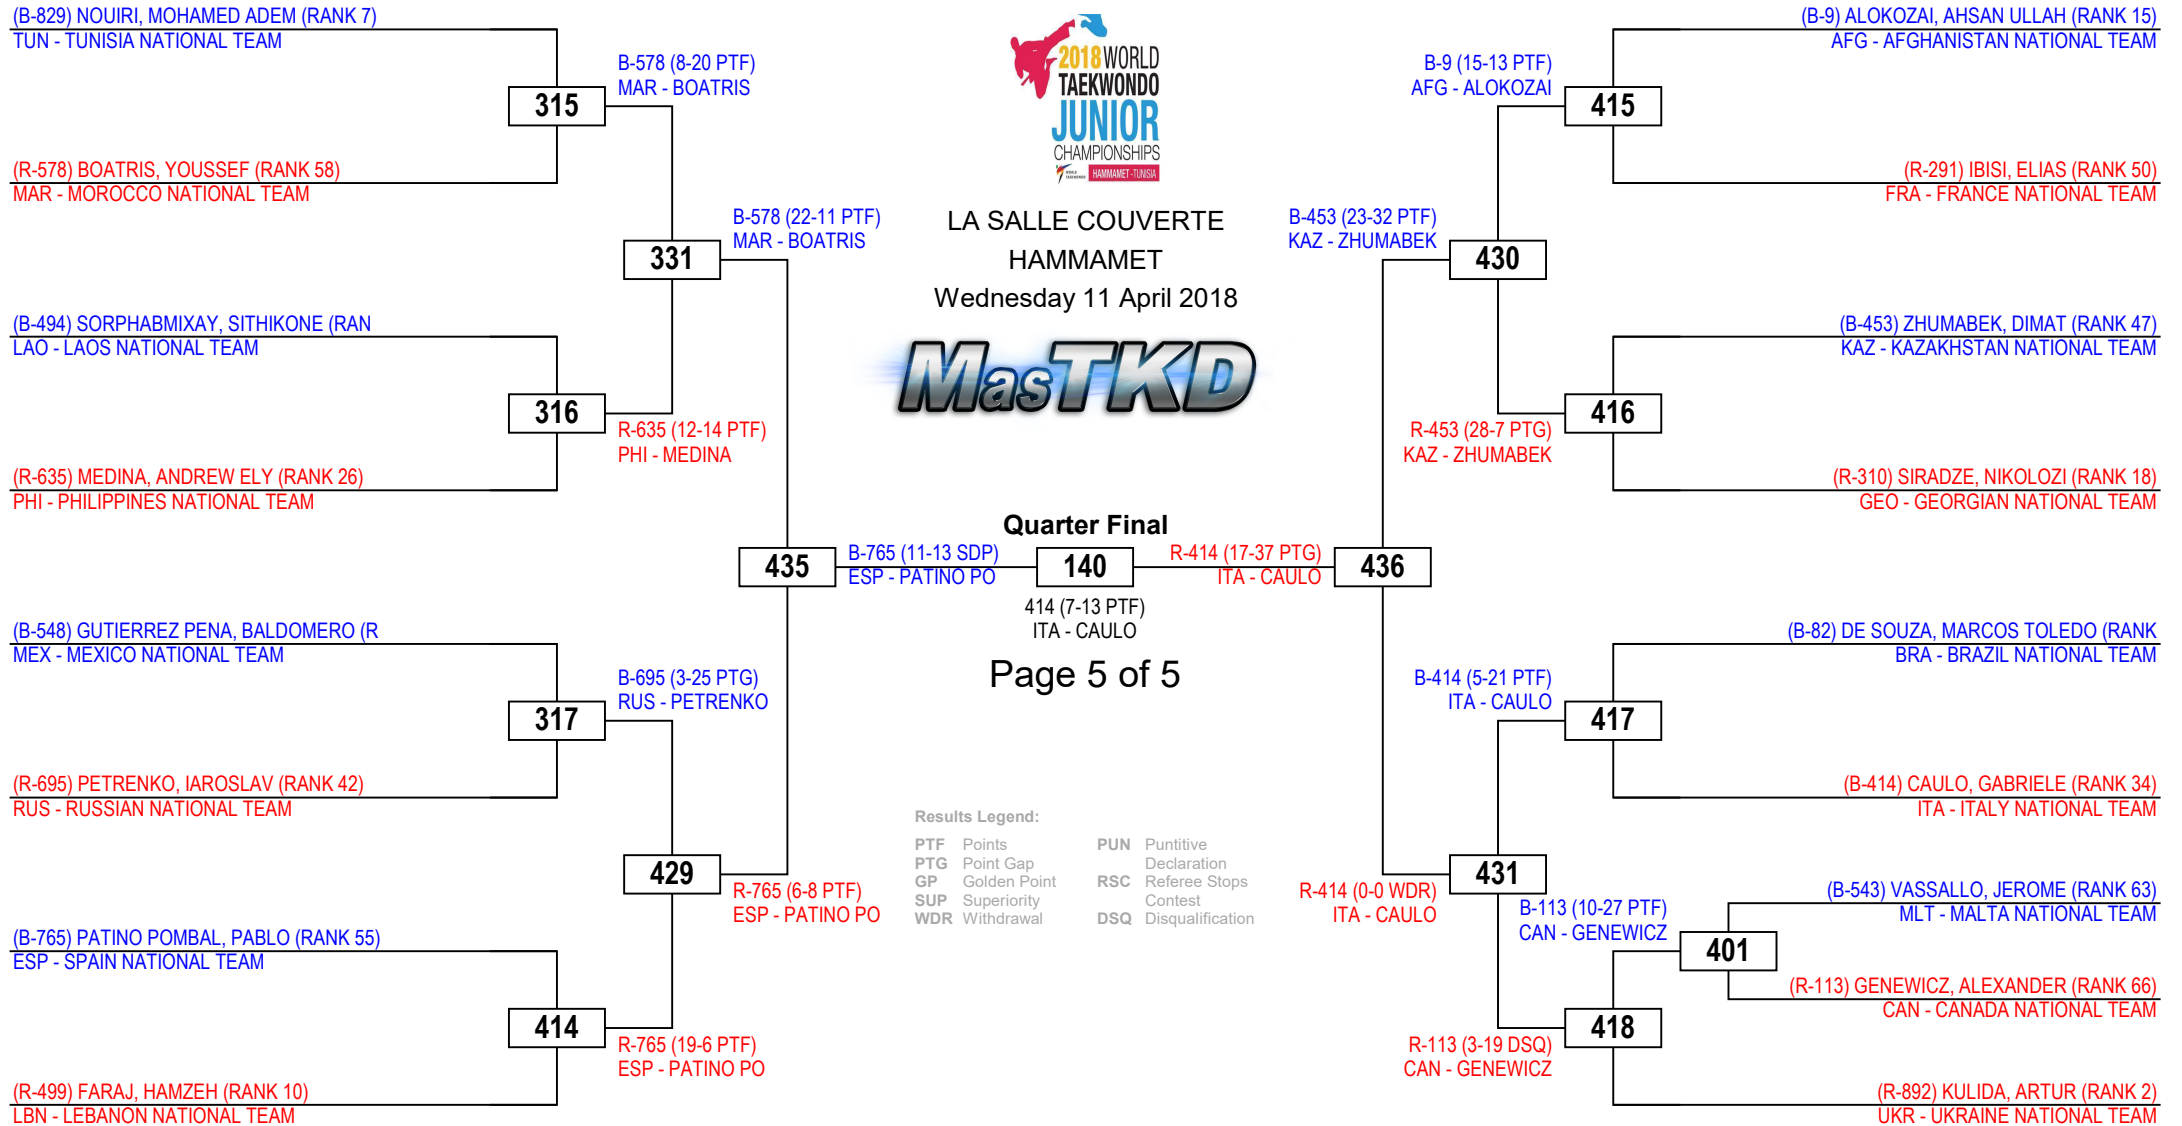 (B-829) NOUIRI, MOHAMED ADEM (RANK 7)
TUN - TUNISIA NATIONAL TEAM
315
B-578 (8-20 PTF)
MAR - BOATRIS
(R-578) BOATRIS, YOUSSEF (RANK 58)
MAR - MOROCCO NATIONAL TEAM
331
B-578 (22-11 PTF)
MAR - BOATRIS
(B-494) SORPHABMIXAY, SITHIKONE (RAN
LAO - LAOS NATIONAL TEAM
316
R-635 (12-14 PTF)
PHI - MEDINA
(R-635) MEDINA, ANDREW ELY (RANK 26)
PHI - PHILIPPINES NATIONAL TEAM
435
B-765 (11-13 SDP)
ESP - PATINO PO
(B-548) GUTIERREZ PENA, BALDOMERO (R
MEX - MEXICO NATIONAL TEAM
317
B-695 (3-25 PTG)
RUS - PETRENKO
(R-695) PETRENKO, IAROSLAV (RANK 42)
RUS - RUSSIAN NATIONAL TEAM
429
R-765 (6-8 PTF)
ESP - PATINO PO
(B-765) PATINO POMBAL, PABLO (RANK 55)
ESP - SPAIN NATIONAL TEAM
414
R-765 (19-6 PTF)
ESP - PATINO PO
(R-499) FARAJ, HAMZEH (RANK 10)
LBN - LEBANON NATIONAL TEAM
2018 WORLD
TAEKWONDO
JUNIOR
CHAMPIONSHIPS
WORLD
TAEKWONDO
HAMMAMET - TUNISIA
LA SALLE COUVERTE
HAMMAMET
Wednesday 11 April 2018
MasTKD
Quarter Final
140
414 (7-13 PTF)
ITA - CAULO
Page 5 of 5
Results Legend:
PTF Points
PTG Point Gap
GP Golden Point
SUP Superiority
WDR Withdrawal
PUN Puntitive
Declaration
RSC Referee Stops
Contest
DSQ Disqualification
(B-9) ALOKOZAI, AHSAN ULLAH (RANK 15)
AFG - AFGHANISTAN NATIONAL TEAM
B-9 (15-13 PTF)
AFG - ALOKOZAI
415
(R-291) IBISI, ELIAS (RANK 50)
FRA - FRANCE NATIONAL TEAM
B-453 (23-32 PTF)
KAZ - ZHUMABEK
430
(B-453) ZHUMABEK, DIMAT (RANK 47)
KAZ - KAZAKHSTAN NATIONAL TEAM
416
R-453 (28-7 PTG)
KAZ - ZHUMABEK
(R-310) SIRADZE, NIKOLOZI (RANK 18)
GEO - GEORGIAN NATIONAL TEAM
R-414 (17-37 PTG)
ITA - CAULO
436
(B-82) DE SOUZA, MARCOS TOLEDO (RANK
BRA - BRAZIL NATIONAL TEAM
B-414 (5-21 PTF)
ITA - CAULO
417
(B-414) CAULO, GABRIELE (RANK 34)
ITA - ITALY NATIONAL TEAM
R-414 (0-0 WDR)
ITA - CAULO
431
B-113 (10-27 PTF)
CAN - GENEWICZ
(B-543) VASSALLO, JEROME (RANK 63)
MLT - MALTA NATIONAL TEAM
401
(R-113) GENEWICZ, ALEXANDER (RANK 66)
CAN - CANADA NATIONAL TEAM
418
R-113 (3-19 DSQ)
CAN - GENEWICZ
(R-892) KULIDA, ARTUR (RANK 2)
UKR - UKRAINE NATIONAL TEAM